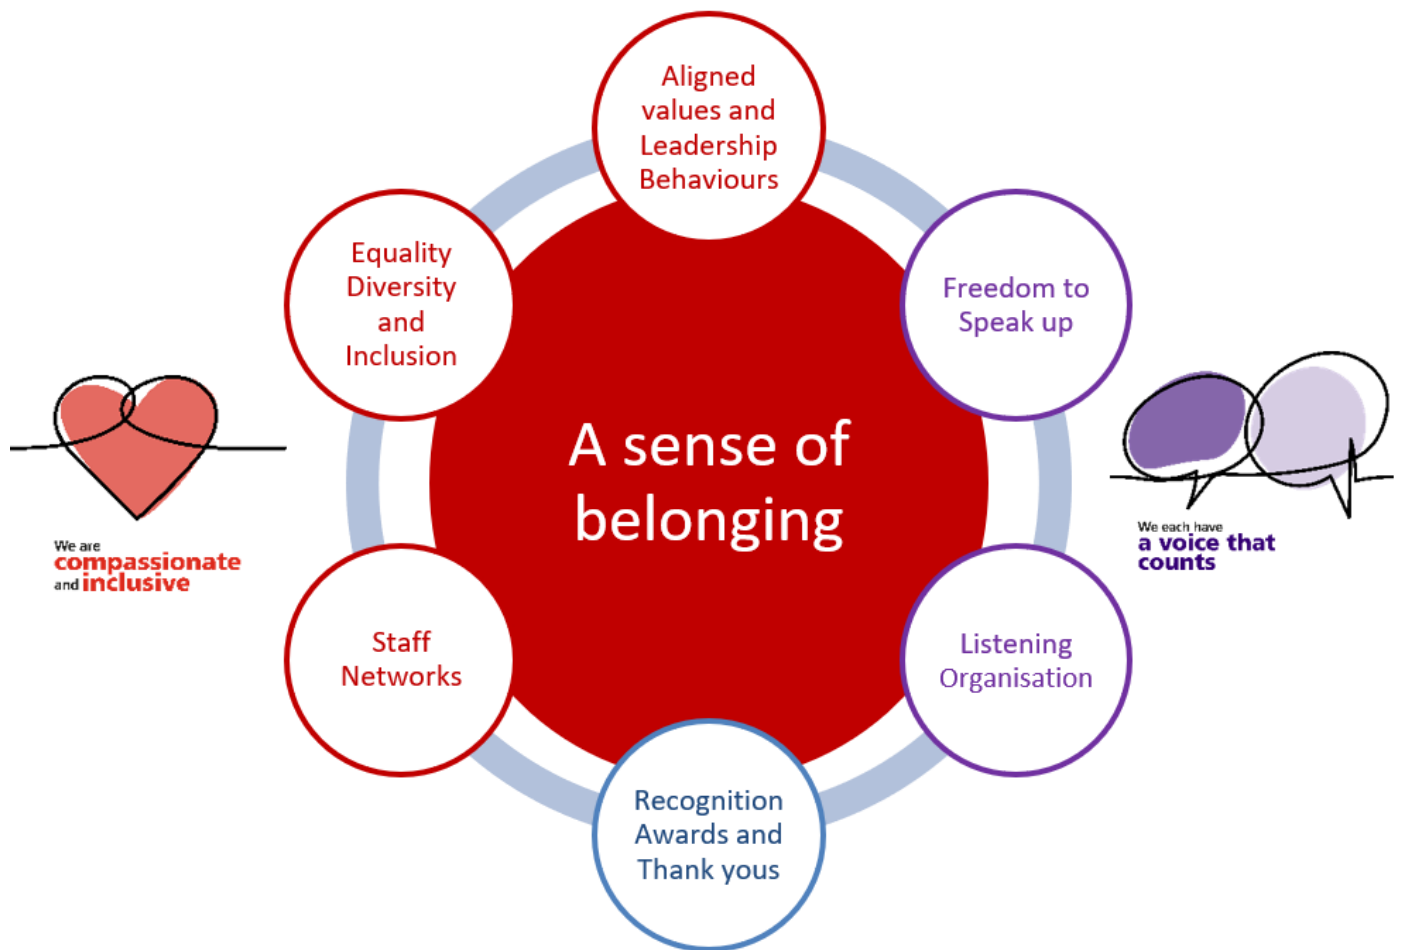 Aligned
values and
Leadership
Behaviours
Equality
Diversity
and
Inclusion
Freedom to
Speak up
A sense of
belonging
We are
compassionate
and inclusive
We each have
a voice that
counts
Staff
Networks
Listening
Organisation
Recognition
Awards and
Thank yous